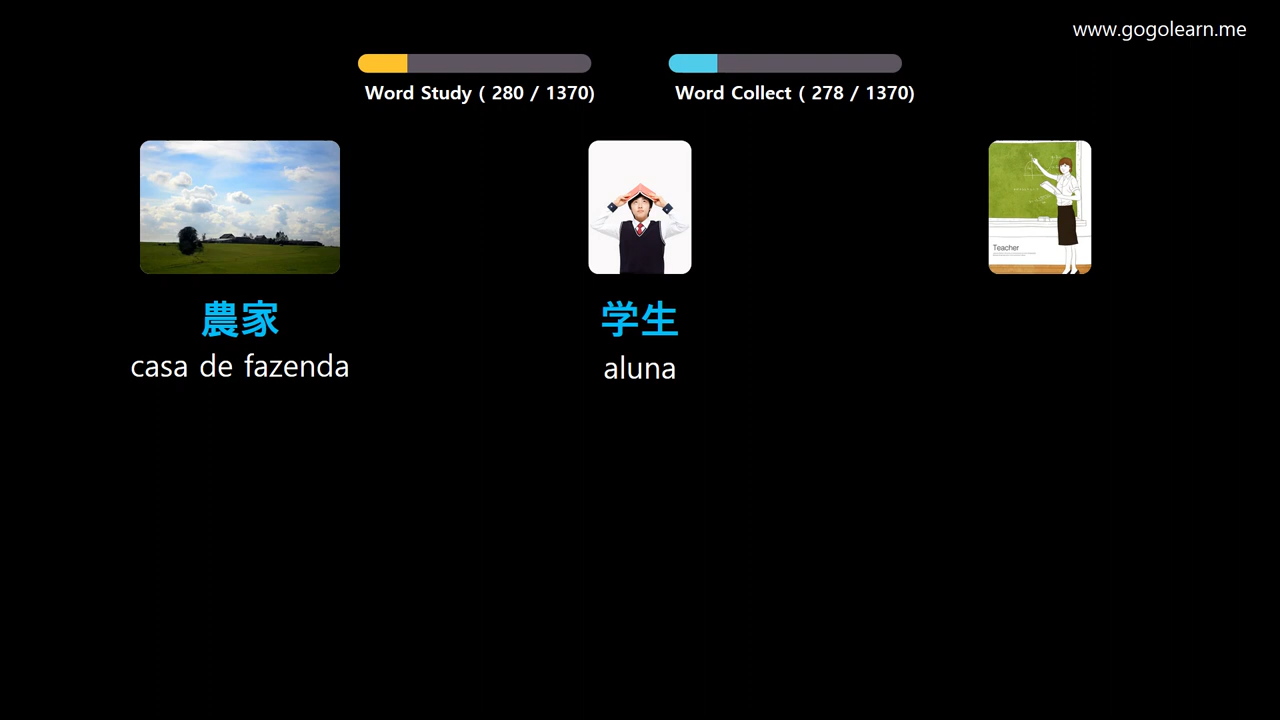 www.gogolearn.me
Word Study ( 280 / 1370)
Word Collect ( 278 / 1370)
Teacher
農家
学生
casa de fazenda
aluna